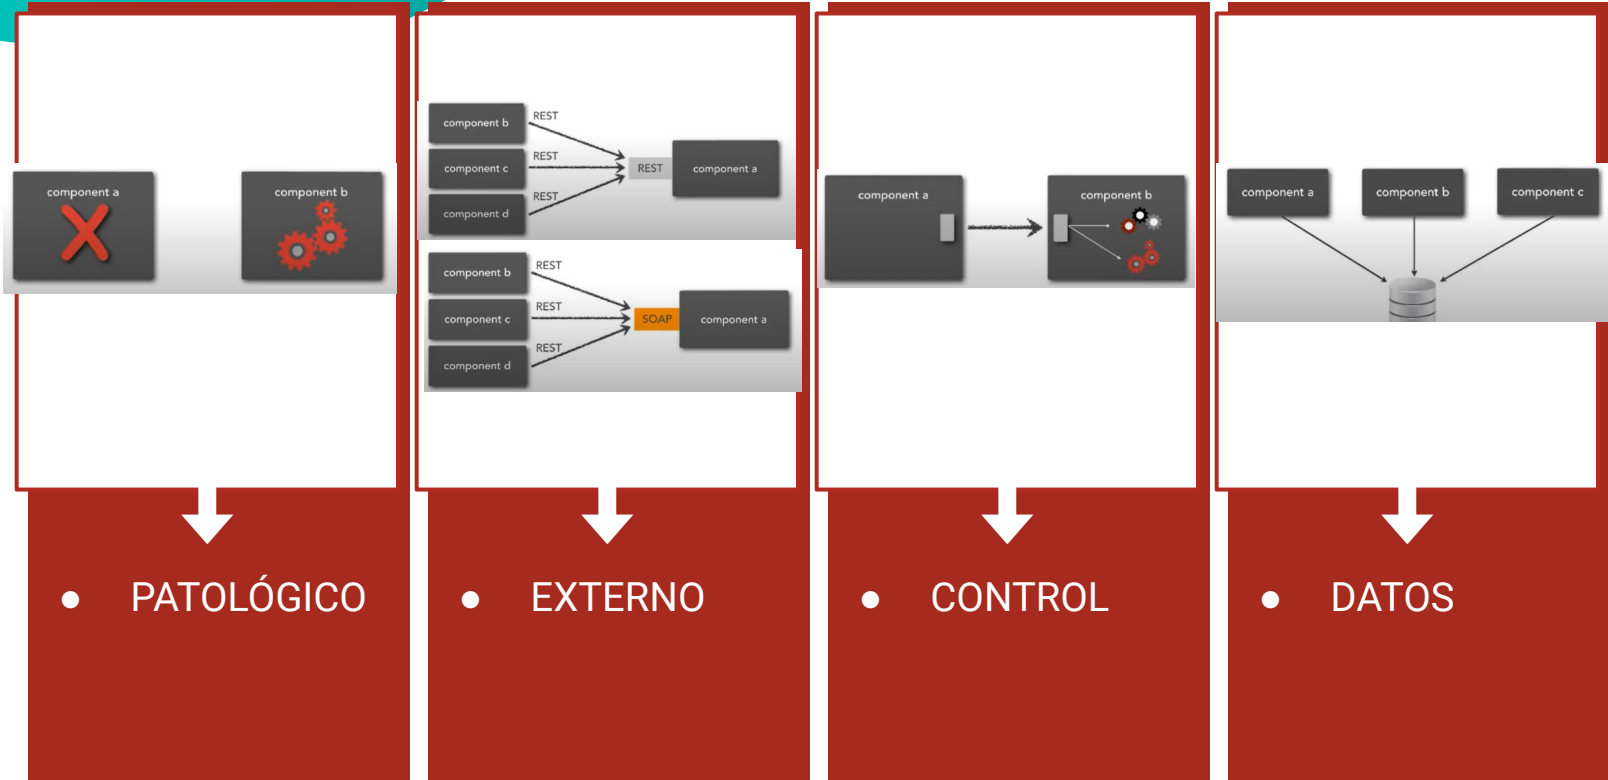 component a
component b
component b
REST
component c
REST
component d
REST
REST
component a
component b
REST
component c
REST
component d
REST
SOAP
component a
component a
component b
component a
component b
component c
• PATOLÓGICO
• EXTERNO
• CONTROL
• DATOS